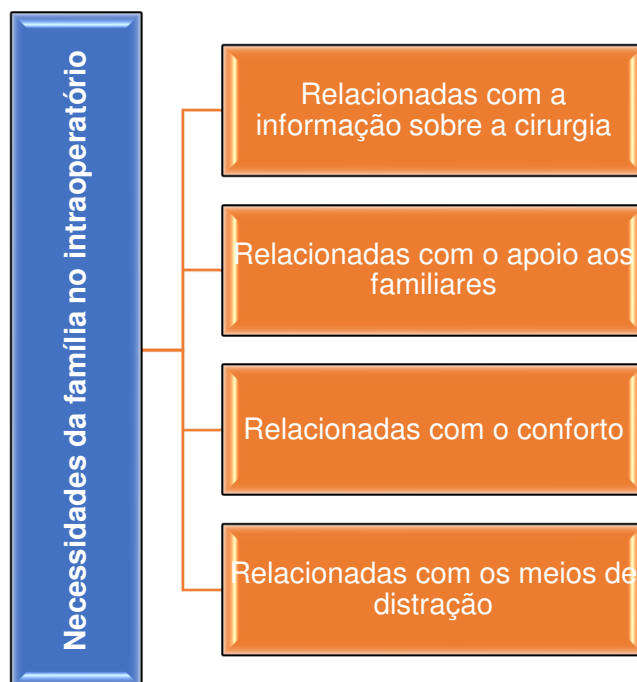 Necessidades da família no intraoperatório
Relacionadas com a
informação sobre a cirurgia
Relacionadas com o apoio aos
familiares
Relacionadas com o conforto
Relacionadas com os meios de
distração